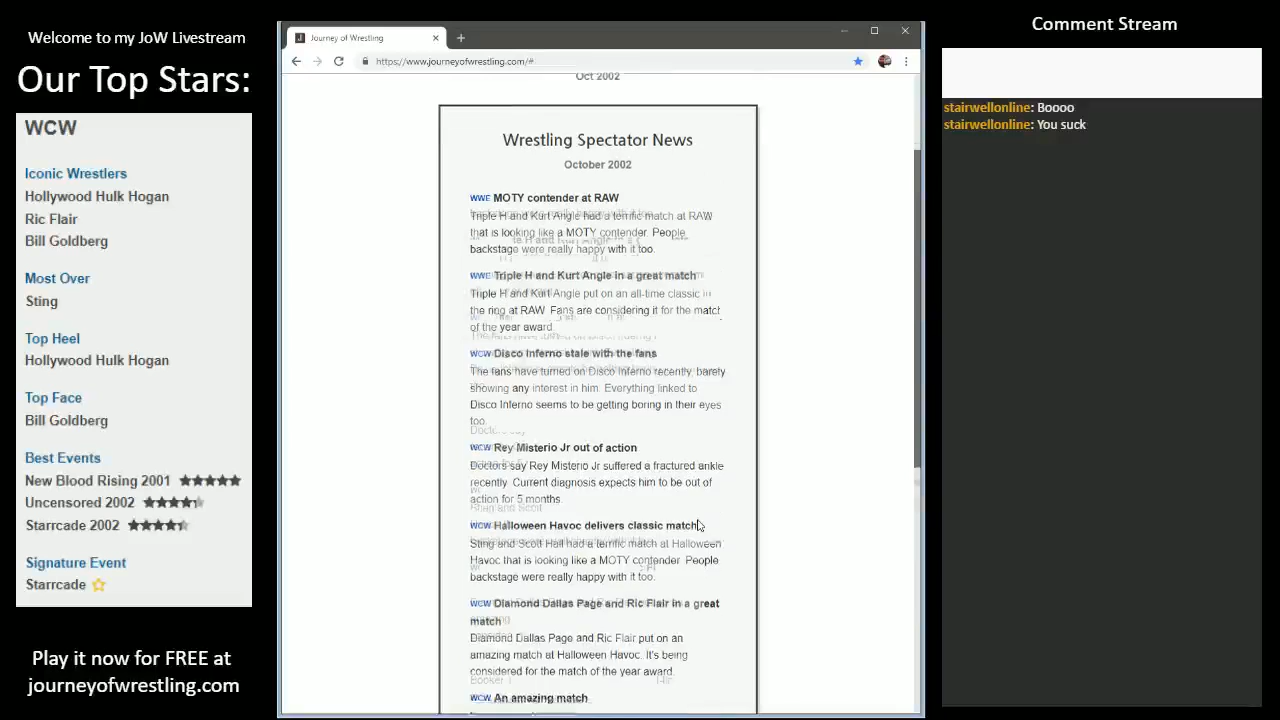 Welcome to my JoW Livestream
Our Top Stars:
WCW
Iconic Wrestlers
Hollywood Hulk Hogan
Ric Flair
Bill Goldberg
Most Over
Sting
Top Heel
Hollywood Hulk Hogan
Top Face
Bill Goldberg
Best Events
New Blood Rising 2001
Uncensored 2002
Starrcade 2002
Signature Event
Starrcade
Play it now for FREE at
journeyofwrestling.com
Journey of Wrestling
https://www.journeyofwrestling.com/#
Oct 2002
Wrestling Spectator News
October 2002
WWE MOTY contender at RAW
Triple H and Kurt Angle had a terrific match at RAW
that is looking like a MOTY contender. People
backstage were really happy with it too.
WWE Triple H and Kurt Angle in a great match
Triple H and Kurt Angle put on an all-time classic in
the ring at RAW. Fans are considering it for the match
of the year award.
WCW Disco Inferno stale with the fans
The fans have turned on Disco Inferno recently, barely
showing any interest in him. Everything linked to
Disco Inferno seems to be getting boring in their eyes
too.
WCW Rey Misterio Jr out of action
Doctors say Rey Misterio Jr suffered a fractured ankle
recently. Current diagnosis expects him to be out of
action for 5 months.
WCW Halloween Havoc delivers classic match
Sting and Scott Hall had a terrific match at Halloween
Havoc that is looking like a MOTY contender. People
backstage were really happy with it too.
WCW Diamond Dallas Page and Ric Flair in a great
match
Diamond Dallas Page and Ric Flair put on an
amazing match at Halloween Havoc. It's being
considered for the match of the year award.
WCW An amazing match
Comment Stream
stairwellonline: Boooo
stairwellonline: You suck